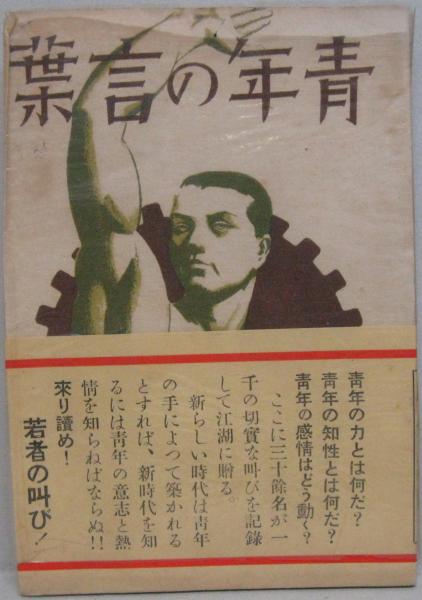 青年の言葉
青年の力とは何だ？
青年の知性とは何だ？
青年の感情はどう動く？
ここに三十餘名が一
千の切實な叫びを記錄
して江湖に贈る。
新らしい時代は靑年
の手によつて築かれる
とすれば、新時代を知
るには靑年の意志と熱
情を知らねばならぬ!!
來り讀め！
若者の叫び！